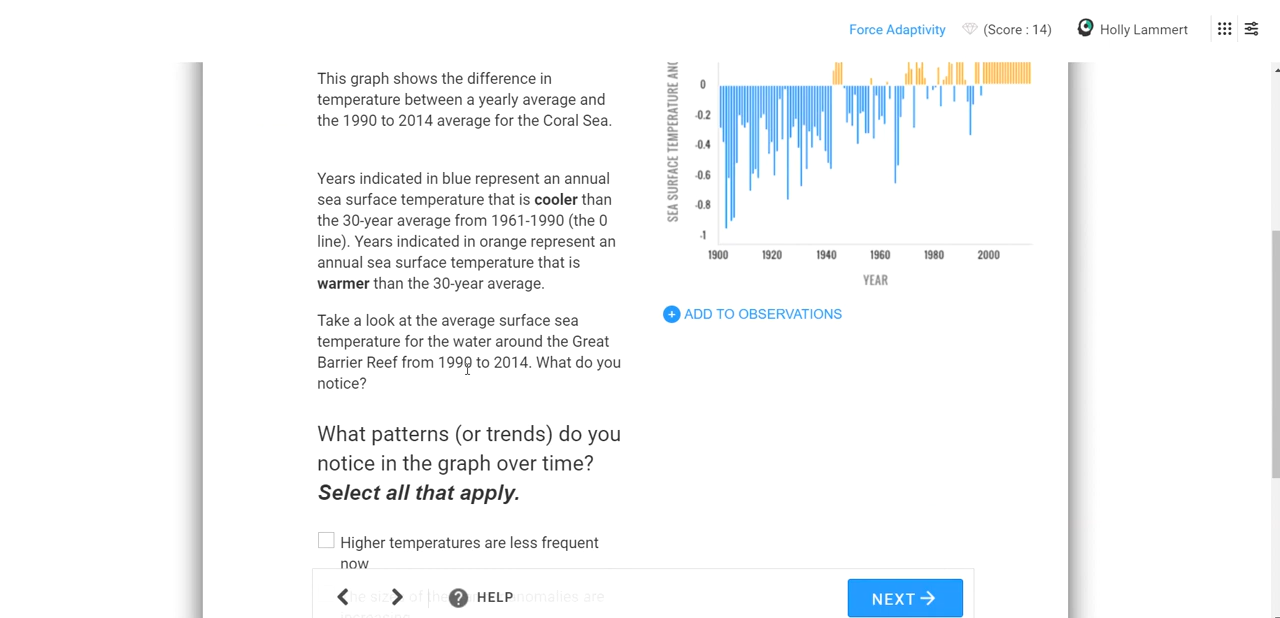 Force Adaptivity (Score : 14) Holly Lammert
This graph shows the difference in
temperature between a yearly average and
the 1990 to 2014 average for the Coral Sea.
Years indicated in blue represent an annual
sea surface temperature that is cooler than
the 30-year average from 1961-1990 (the 0
line). Years indicated in orange represent an
annual sea surface temperature that is
warmer than the 30-year average.
Take a look at the average surface sea
temperature for the water around the Great
Barrier Reef from 1990 to 2014. What do you
notice?
What patterns (or trends) do you
notice in the graph over time?
Select all that apply.
Higher temperatures are less frequent
now
SEA SURFACE TEMPERATURE
0
-0.2
-0.4
-0.6
-0.8
-1
1900 1920 1940 1960 1980 2000
YEAR
+ ADD TO OBSERVATIONS
? HELP
NEXT